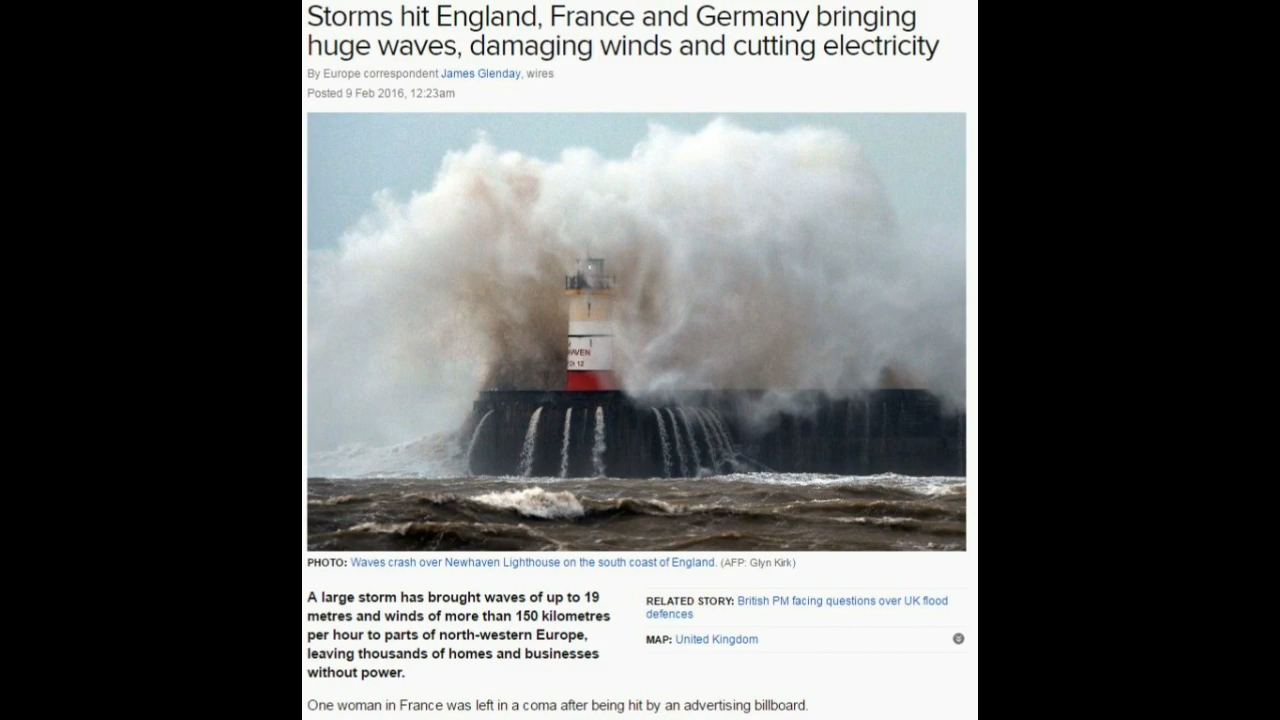 Storms hit England, France and Germany bringing
huge waves, damaging winds and cutting electricity
By Europe correspondent James Glenday, wires
Posted 9 Feb 2016, 12:23am
HAVEN
12
PHOTO: Waves crash over Newhaven Lighthouse on the south coast of England. (AFP: Glyn Kirk)
A large storm has brought waves of up to 19
metres and winds of more than 150 kilometres
per hour to parts of north-western Europe,
leaving thousands of homes and businesses
without power.
RELATED STORY: British PM facing questions over UK flood
defences
MAP: United Kingdom
One woman in France was left in a coma after being hit by an advertising billboard.